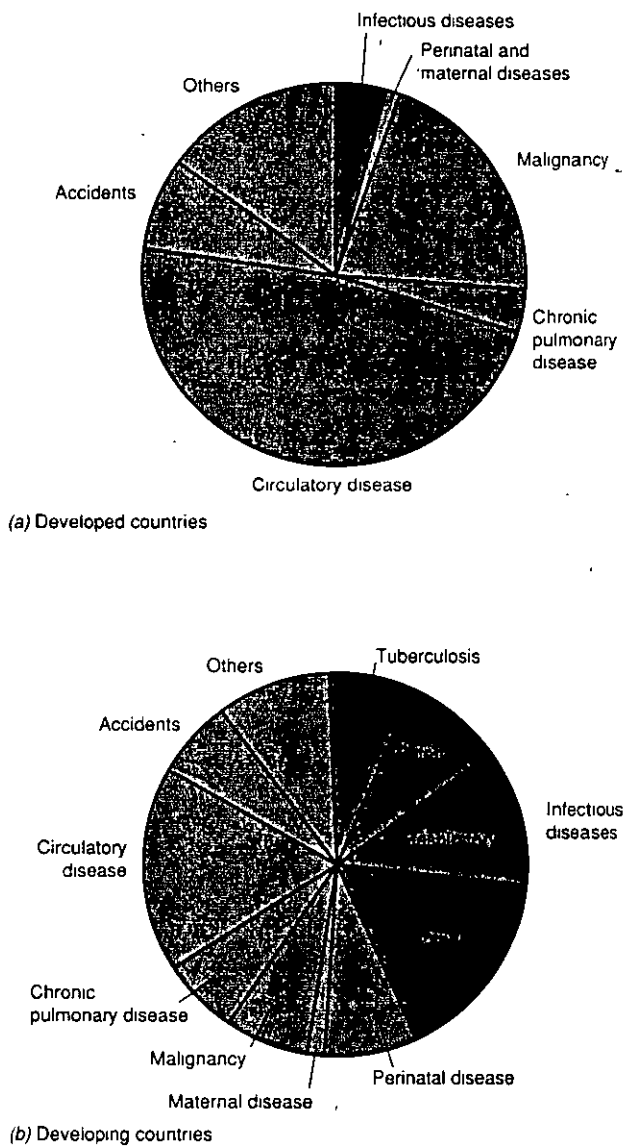 Infectious diseases
Perinatal and
maternal diseases
Others
Malignancy
Accidents
Chronic
pulmonary
disease
Circulatory disease
(a) Developed countries
Tuberculosis
Others
Accidents
Infectious
diseases
Circulatory
disease
Chronic
pulmonary disease
Malignancy
Perinatal disease
Maternal disease
(b) Developing countries